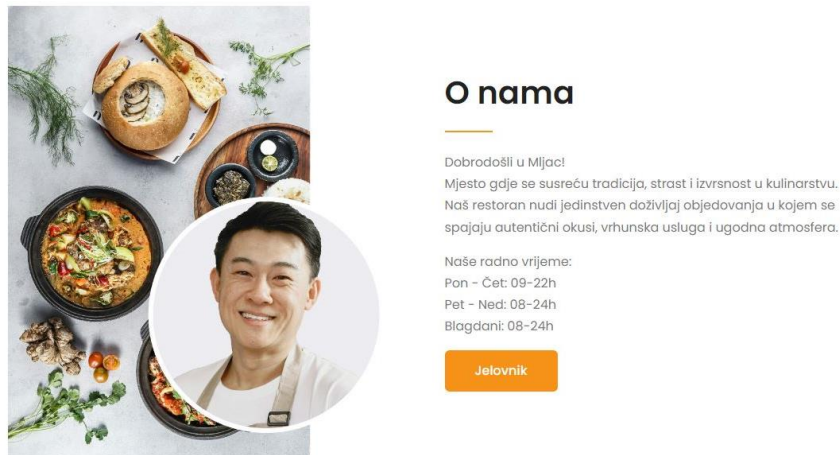 O nama
Dobrodošli u Mljac!
Mjesto gdje se susreću tradicija, strast i izvrsnost u kulinarstvu.
Naš restoran nudi jedinstven doživljaj objedovanja u kojem se
spajaju autentični okusi, vrhunska usluga i ugodna atmosfera.
Naše radno vrijeme:
Pon - Čet: 09-22h
Pet - Ned: 08-24h
Blagdani: 08-24h
Jelovnik